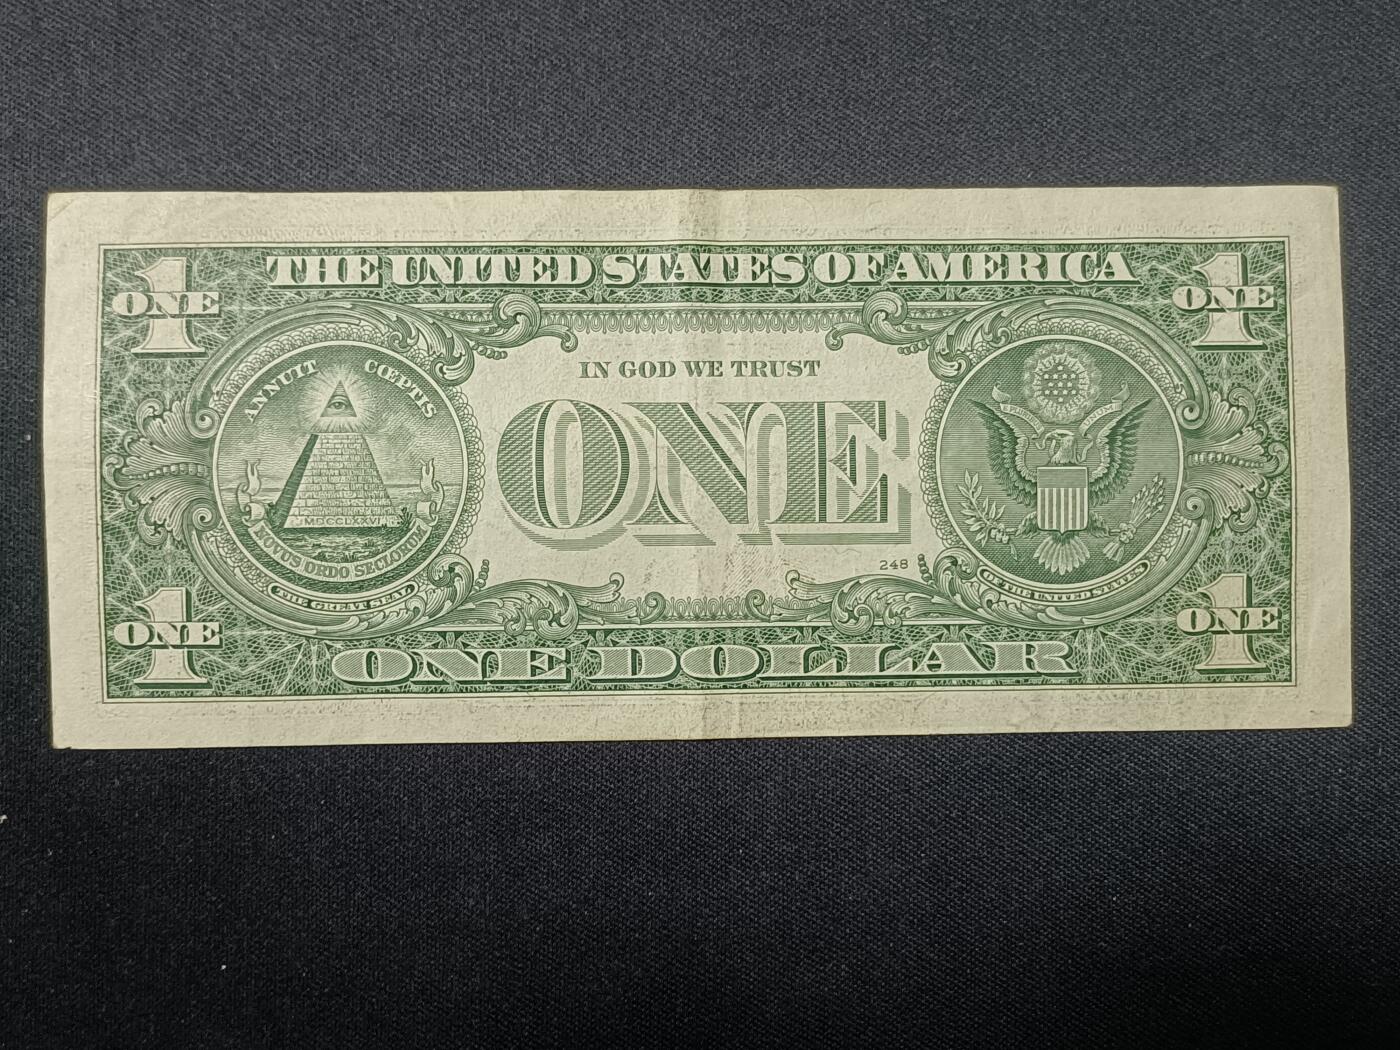 THE UNITED STATES OF AMERICA
1
ONE
1
ONE
IN GOD WE TRUST
ANNUIT CŒPTIS
ONE
MDCCLXXVI
NOVUS ORDO SECLORUM
THE GREAT SEAL
248
OF THE UNITED STATES
1
ONE
1
ONE
ONE DOLLAR